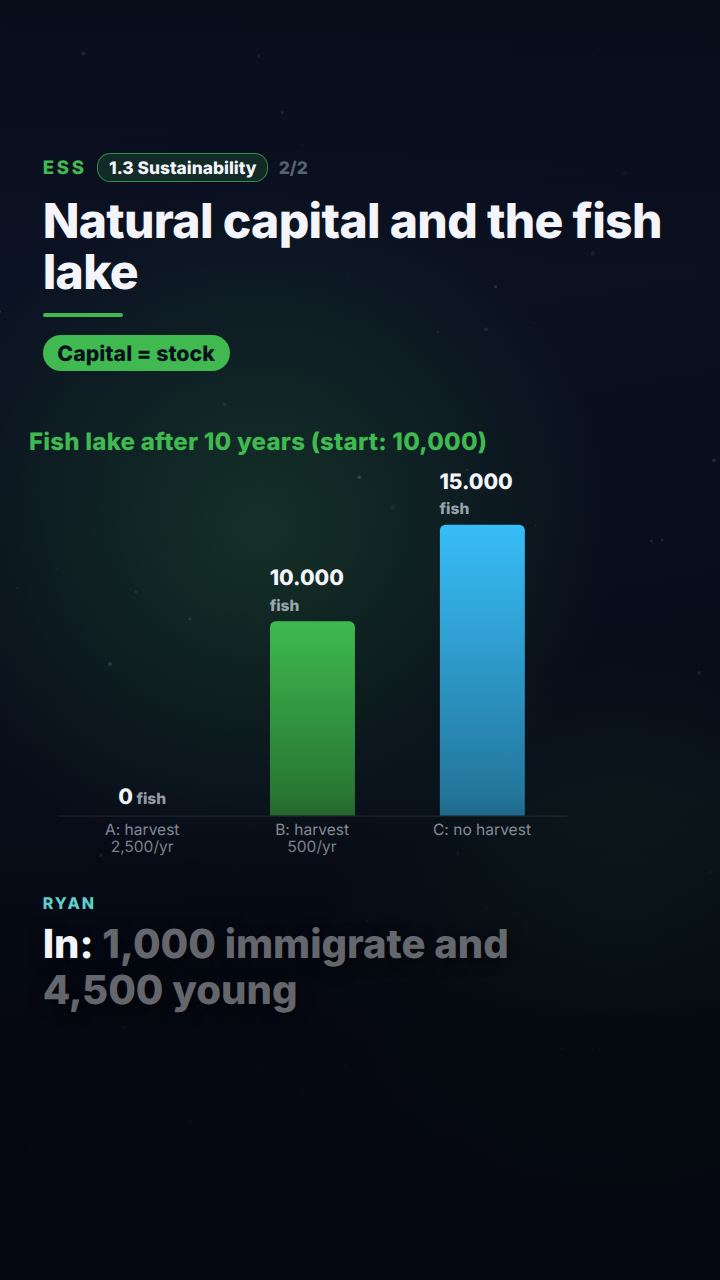 ESS 1.3 Sustainability 2/2
Natural capital and the fish
lake
Capital = stock
Fish lake after 10 years (start: 10,000)
15.000
fish
10.000
fish
0 fish
A: harvest
2,500/yr
B: harvest
500/yr
C: no harvest
RYAN
In: 1,000 immigrate and
4,500 young